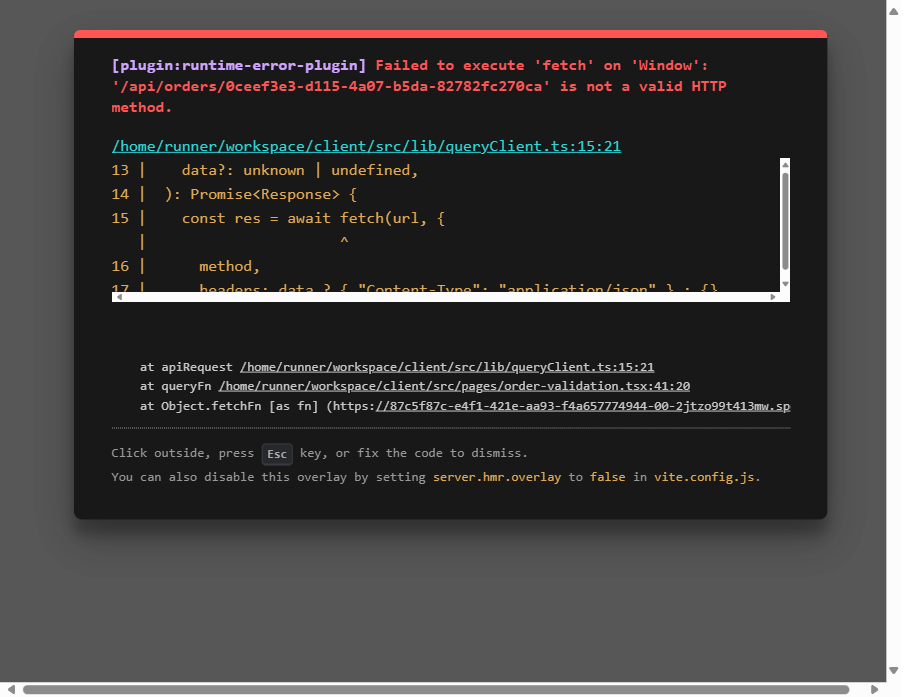 [plugin:runtime-error-plugin] Failed to execute 'fetch' on 'Window':
'/api/orders/0ceef3e3-d115-4a07-b5da-82782fc270ca' is not a valid HTTP
method.
/home/runner/workspace/client/src/lib/queryClient.ts:15:21
13 |    data?: unknown | undefined,
14 |  ): Promise<Response> {
15 |    const res = await fetch(url, {
   |                      ^
16 |      method,
17 |      headers: data ? { "Content-Type": "application/json" } : {},
at apiRequest /home/runner/workspace/client/src/lib/queryClient.ts:15:21
at queryFn /home/runner/workspace/client/src/pages/order-validation.tsx:41:20
at Object.fetchFn [as fn] (https://87c5f87c-e4f1-421e-aa93-f4a657774944-00-2jtzo99t413mw.sp
Click outside, press Esc key, or fix the code to dismiss.
You can also disable this overlay by setting server.hmr.overlay to false in vite.config.js.